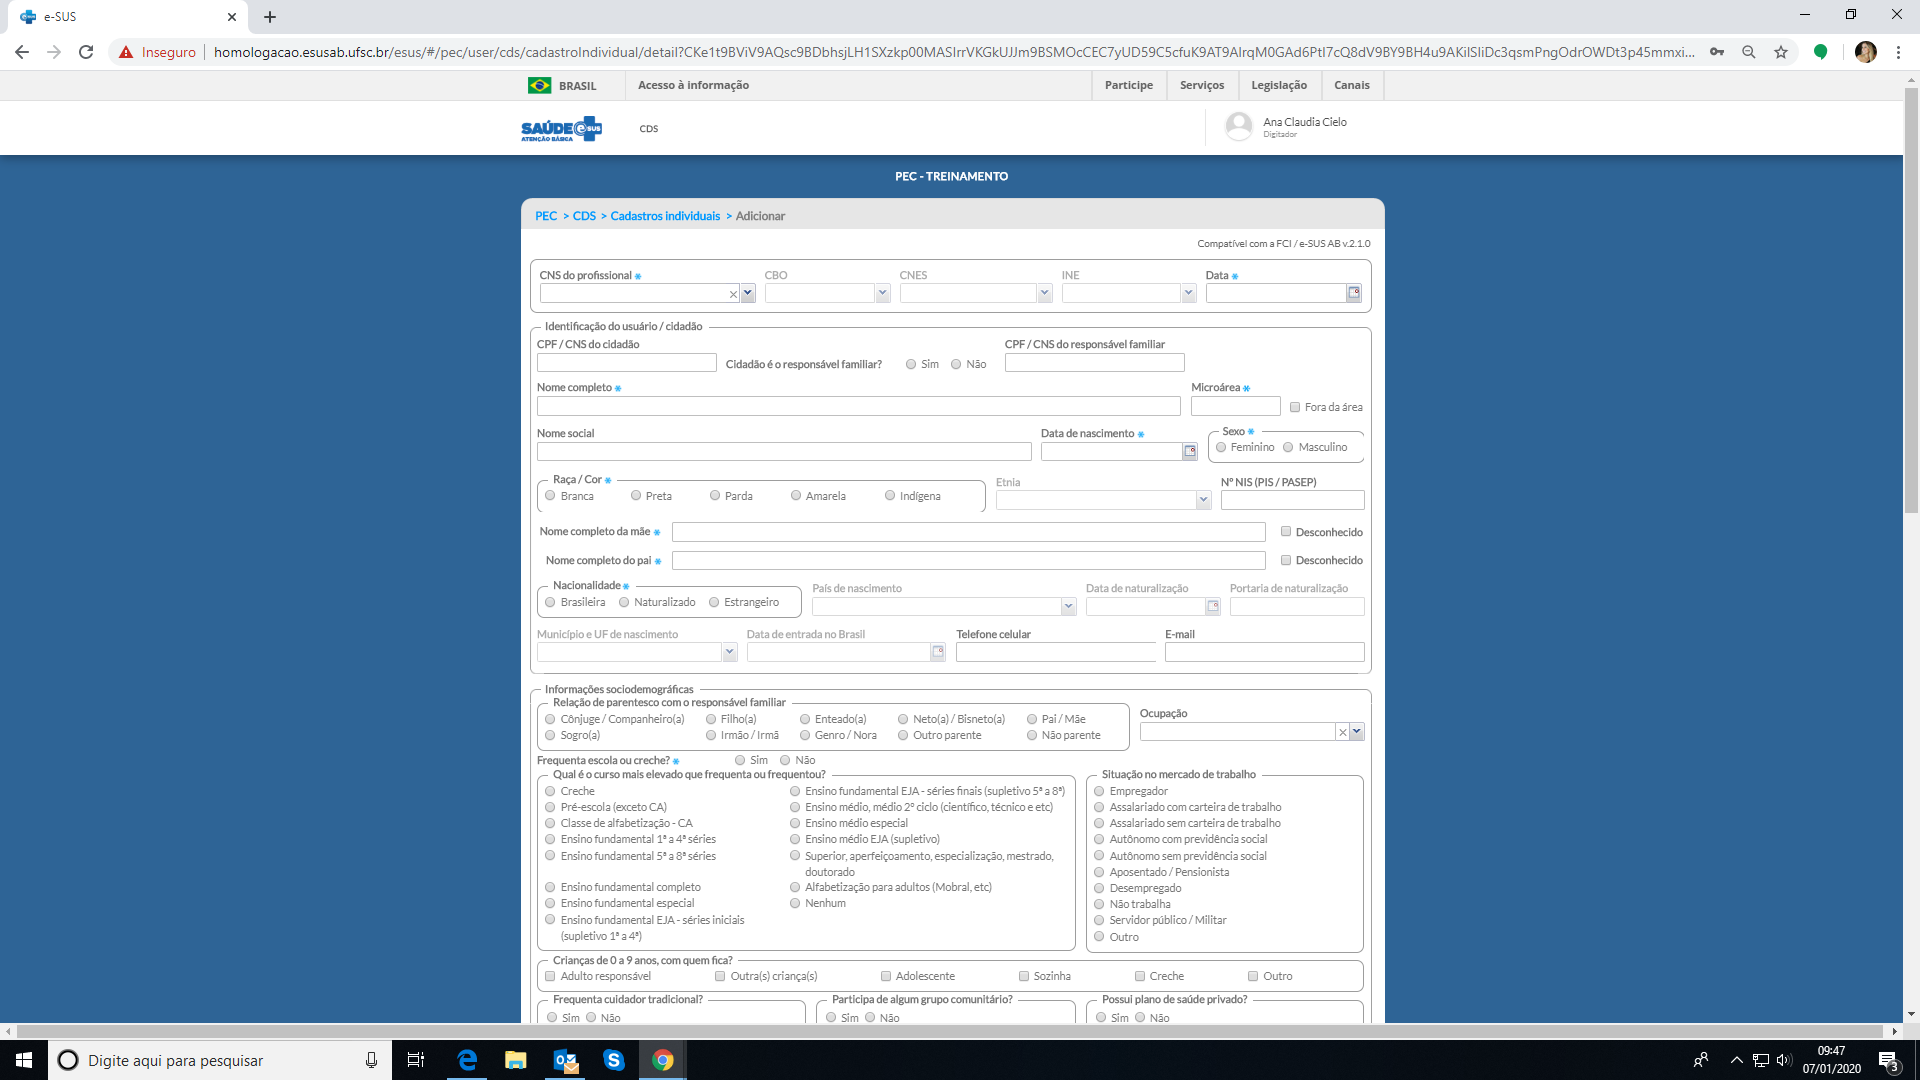 e-SUS
Inseguro homologacao.esusab.ufsc.br/esus/#/pec/user/cds/cadastroIndividual/detail?
BRASIL Acesso à informação Participe Serviços Legislação Canais
SAÚDE e SUS ATENÇÃO BÁSICA CDS Ana Claudia Cielo
Digitador
PEC - TREINAMENTO
PEC > CDS > Cadastros individuais > Adicionar
Compatível com a FCI / e-SUS AB v.2.1.0
CNS do profissional * CBO CNES INE Data *
Identificação do usuário / cidadão
CPF / CNS do cidadão CPF / CNS do responsável familiar
Cidadão é o responsável familiar? Sim Não
Nome completo * Microárea *
Fora da área
Nome social Data de nascimento * Sexo *
Feminino Masculino
Raça / Cor * Etnia Nº NIS (PIS / PASEP)
Branca Preta Parda Amarela Indígena
Nome completo da mãe * Desconhecido
Nome completo do pai * Desconhecido
Nacionalidade * País de nascimento Data de naturalização Portaria de naturalização
Brasileira Naturalizado Estrangeiro
Município e UF de nascimento Data de entrada no Brasil Telefone celular E-mail
Informações sociodemográficas
Relação de parentesco com o responsável familiar
Ocupação
Cônjuge / Companheiro(a) Filho(a) Enteado(a) Neto(a) / Bisneto(a) Pai / Mãe
Sogro(a) Irmão / Irmã Genro / Nora Outro parente Não parente
Frequenta escola ou creche? * Sim Não
Qual é o curso mais elevado que frequenta ou frequentou? Situação no mercado de trabalho
Creche Ensino fundamental EJA - séries finais (supletivo 5ª a 8ª) Empregador
Pré-escola (exceto CA) Ensino médio, médio 2º ciclo (científico, técnico e etc) Assalariado com carteira de trabalho
Classe de alfabetização - CA Ensino médio especial Assalariado sem carteira de trabalho
Ensino fundamental 1ª a 4ª séries Ensino médio EJA (supletivo) Autônomo com previdência social
Ensino fundamental 5ª a 8ª séries Superior, aperfeiçoamento, especialização, mestrado, Autônomo sem previdência social
doutorado Aposentado / Pensionista
Ensino fundamental completo Alfabetização para adultos (Mobral, etc) Desempregado
Ensino fundamental especial Nenhum Não trabalha
Ensino fundamental EJA - séries iniciais Servidor público / Militar
(supletivo 1ª a 4ª) Outro
Crianças de 0 a 9 anos, com quem fica?
Adulto responsável Outra(s) criança(s) Adolescente Sozinha Creche Outro
Frequenta cuidador tradicional? Participa de algum grupo comunitário? Possui plano de saúde privado?
Sim Não Sim Não Sim Não
Digite aqui para pesquisar
09:47
07/01/2020
3